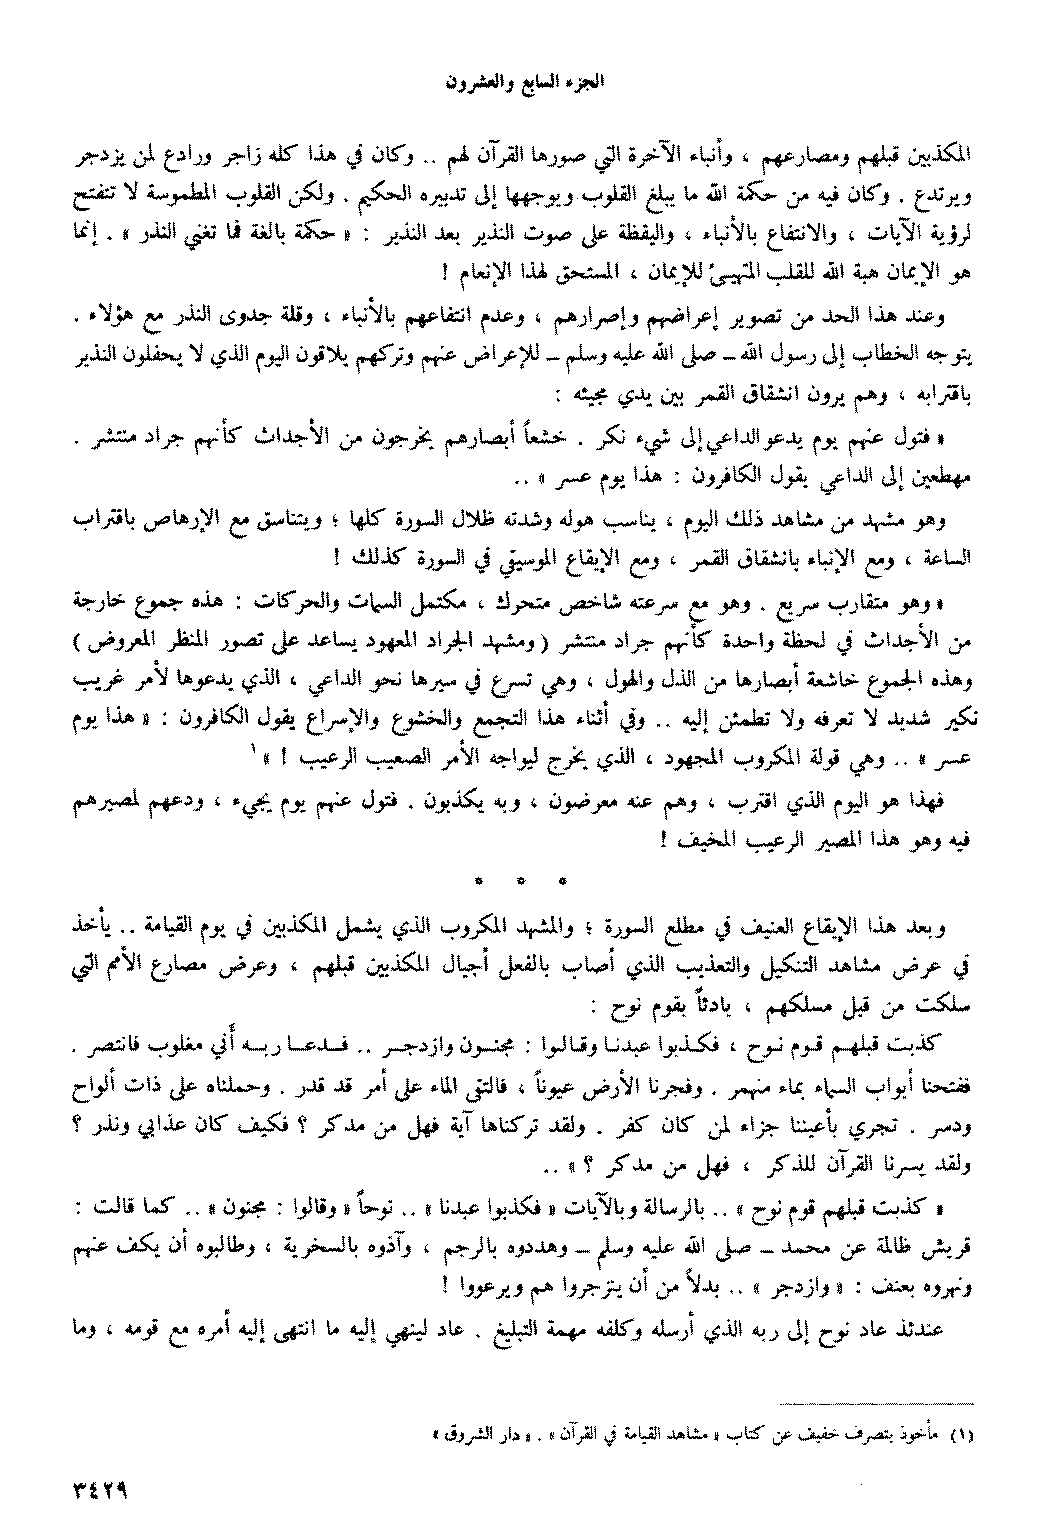 الجزء السابع والعشرون
المكذبين قبلهم ومصارعهم ، وأنباء الآخرة التي صورها القرآن لهم .. وكان في هذا كله زاجر ورادع لمن يزدجر
ويرتدع . وكان فيه من حكمة الله ما يبلغ القلوب ويوجهها إلى تدبيره الحكيم . ولكن القلوب المطموسة لا تتفتح
لرؤية الآيات ، والانتفاع بالأنباء ، واليقظة على صوت النذير بعد النذير : « حكمة بالغة فما تغني النذر » . إنما
هو الإيمان هبة الله للقلب المتهيئ للإيمان ، المستحق لهذا الإنعام !
وعند هذا الحد من تصوير إعراضهم وإصرارهم ، وعدم انتفاعهم بالأنباء ، وقلة جدوى النذر مع هؤلاء .
يتوجه الخطاب إلى رسول الله – صلى الله عليه وسلم – للإعراض عنهم وتركهم يلاقون اليوم الذي لا يحفلون النذير
باقترابه ، وهم يرون انشقاق القمر بين يدي مجيئه :
« فتول عنهم يوم يدعو الداعي إلى شيء نكر . خشعاً أبصارهم يخرجون من الأجداث كأنهم جراد منتشر .
مهطعين إلى الداعي يقول الكافرون : هذا يوم عسر » ..
وهو مشهد من مشاهد ذلك اليوم ، يناسب هوله وشدته ظلال السورة كلها ؛ ويتناسق مع الإرهاص باقتراب
الساعة ، ومع الإنباء بانشقاق القمر ، ومع الإيقاع الموسيقي في السورة كذلك !
« وهو متقارب سريع . وهو مع سرعته شاخص متحرك ، مكتمل السمات والحركات : هذه جموع خارجة
من الأجداث في لحظة واحدة كأنهم جراد منتشر ( ومشهد الجراد المعهود يساعد على تصور المنظر المعروض )
وهذه الجموع خاشعة أبصارها من الذل والهول ، وهي تسرع في سيرها نحو الداعي ، الذي يدعوها لأمر غريب
نكير شديد لا تعرفه ولا تطمئن إليه .. وفي أثناء هذا التجمع والخشوع والإسراع يقول الكافرون : « هذا يوم
عسر » .. وهي قولة المكروب المجهود ، الذي يخرج ليواجه الأمر الصعيب الرعيب ! » ١
فهذا هو اليوم الذي اقترب ، وهم عنه معرضون ، وبه يكذبون . فتول عنهم يوم يجيء ، ودعهم لمصيرهم
فيه وهو هذا المصير الرعيب المخيف !
* * *
وبعد هذا الإيقاع العنيف في مطلع السورة ؛ والمشهد المكروب الذي يشمل المكذبين في يوم القيامة .. يأخذ
في عرض مشاهد التنكيل والتعذيب الذي أصاب بالفعل أجيال المكذبين قبلهم ، وعرض مصارع الأمم التي
سلكت من قبل مسلكهم ، بادئاً بقوم نوح :
كذبت قبلهم قوم نوح ، فكذبوا عبدنا وقالوا : مجنون وازدجر .. فدعا ربه أني مغلوب فانتصر .
ففتحنا أبواب السماء بماء منهمر . وفجرنا الأرض عيوناً ، فالتقى الماء على أمر قد قدر . وحملناه على ذات ألواح
ودسر . تجري بأعيننا جزاء لمن كان كفر . ولقد تركناها آية فهل من مدكر ؟ فكيف كان عذابي ونذر ؟
ولقد يسرنا القرآن للذكر ، فهل من مدكر ؟ » ..
« كذبت قبلهم قوم نوح » .. بالرسالة وبالآيات « فكذبوا عبدنا » .. نوحاً « وقالوا : مجنون » .. كما قالت :
قريش ظالمة عن محمد – صلى الله عليه وسلم – وهددوه بالرجم ، وآذوه بالسخرية ، وطالبوه أن يكف عنهم
ونهروه بعنف : « وازدجر » .. بدلاً من أن ينزجروا هم ويرعووا !
عندئذ عاد نوح إلى ربه الذي أرسله وكلفه مهمة التبليغ . عاد لينهي إليه ما انتهى إليه أمره مع قومه ، وما
(١) مأخوذ بتصرف خفيف عن كتاب « مشاهد القيامة في القرآن » . « دار الشروق »
٣٤٢٩